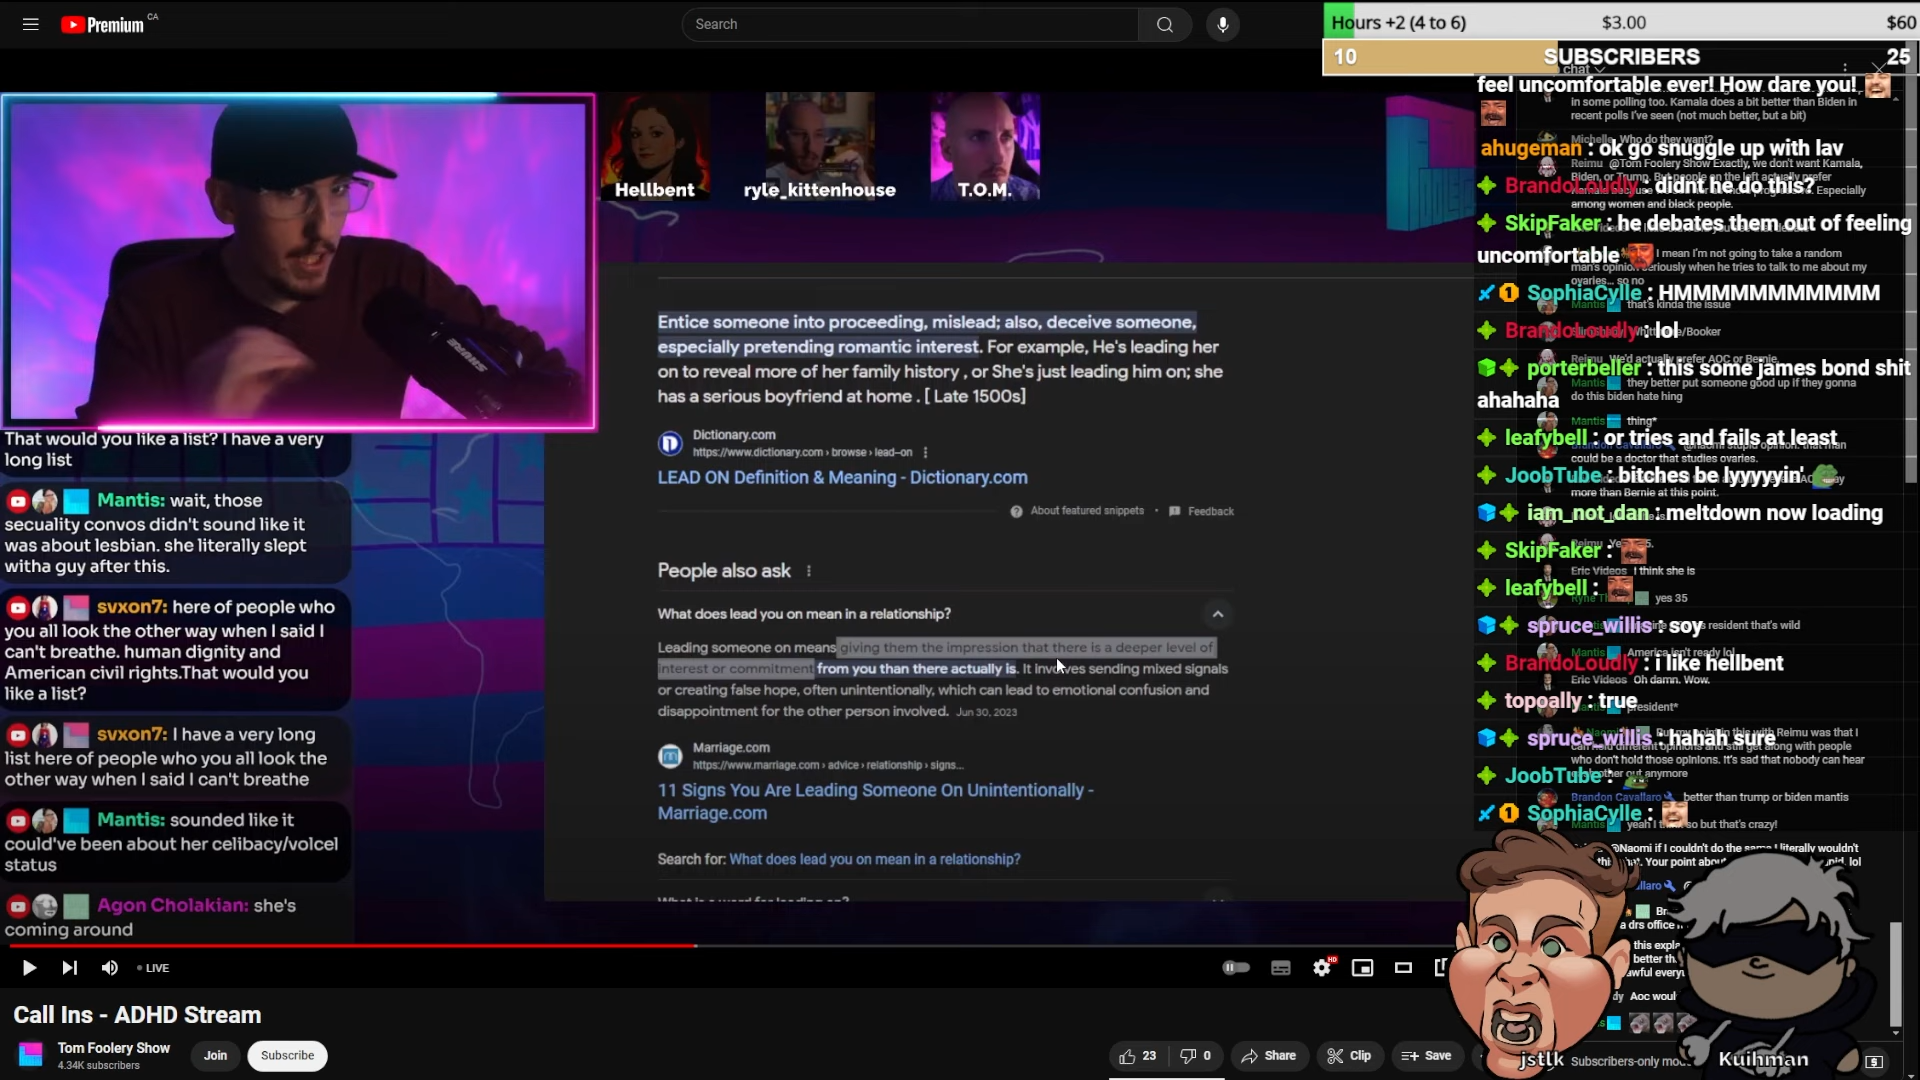 Premium CA
Search
Hours +2 (4 to 6)
$3.00
$60
10
SUBSCRIBERS
25
Hellbent
ryle_kittenhouse
T.O.M.
Entice someone into proceeding, mislead; also, deceive someone,
especially pretending romantic interest. For example, He's leading her
on to reveal more of her family history , or She's just leading him on; she
has a serious boyfriend at home . [ Late 1500s]
Dictionary.com
https://www.dictionary.com › browse › lead-on
LEAD ON Definition & Meaning - Dictionary.com
About featured snippets
Feedback
People also ask
What does lead you on mean in a relationship?
Leading someone on means giving them the impression that there is a deeper level of
interest or commitment from you than there actually is. It involves sending mixed signals
or creating false hope, often unintentionally, which can lead to emotional confusion and
disappointment for the other person involved. Jun 30, 2023
Marriage.com
https://www.marriage.com › advice › relationship › signs...
11 Signs You Are Leading Someone On Unintentionally -
Marriage.com
Search for: What does lead you on mean in a relationship?
SHURE
That would you like a list? I have a very
long list
Mantis: wait, those
secuality convos didn't sound like it
was about lesbian. she literally slept
witha guy after this.
svxon7: here of people who
you all look the other way when I said I
can't breathe. human dignity and
American civil rights.That would you
like a list?
svxon7: I have a very long
list here of people who you all look the
other way when I said I can't breathe
Mantis: sounded like it
could've been about her celibacy/volcel
status
Agon Cholakian: she's
coming around
LIVE
HD
Call Ins - ADHD Stream
Tom Foolery Show
4.34K subscribers
Join
Subscribe
23
0
Share
Clip
Save
feel uncomfortable ever! How dare you!
in some polling too. Kamala does a bit better than Biden in
recent polls I've seen (not much better, but a bit)
Michelle Who do they want?
ahugeman : ok go snuggle up with lav
Reimu @Tom Foolery Show Exactly, we don't want Kamala,
BrandoLoudly : didnt he do this?
among women and black people.
SkipFaker : he debates them out of feeling
uncomfortable
I mean I'm not going to take a random
man's opinion seriously when he tries to talk to me about my
ovaries... so no
SophiaCylle : HMMMMMMMMMMM
Mantis that's kinda the issue
BrandoLoudly : lol
Reimu We'd actually prefer AOC or Bernie
porterbeller : this some james bond shit
ahahaha
Mantis they better put someone good up if they gonna
do this biden hate hing
Mantis thing*
leafybell : or tries and fails at least
could be a doctor that studies ovaries.
JoobTube : bitches be lyyyyin'
more than Bernie at this point.
iam_not_dan : meltdown now loading
SkipFaker :
Eric Videos I think she is
leafybell :
yes 35
spruce_willis : soy
BrandoLoudly : i like hellbent
Mantis America isn't ready lol
Eric Videos Oh damn. Wow.
topoally : true
president*
spruce_willis : hahah sure
who don't hold those opinions. It's sad that nobody can hear
each other out anymore
JoobTube :
Brandon Cavallaro better than trump or biden mantis
SophiaCylle :
Mantis yeah I think so but that's crazy!
jstlk
Kuihman